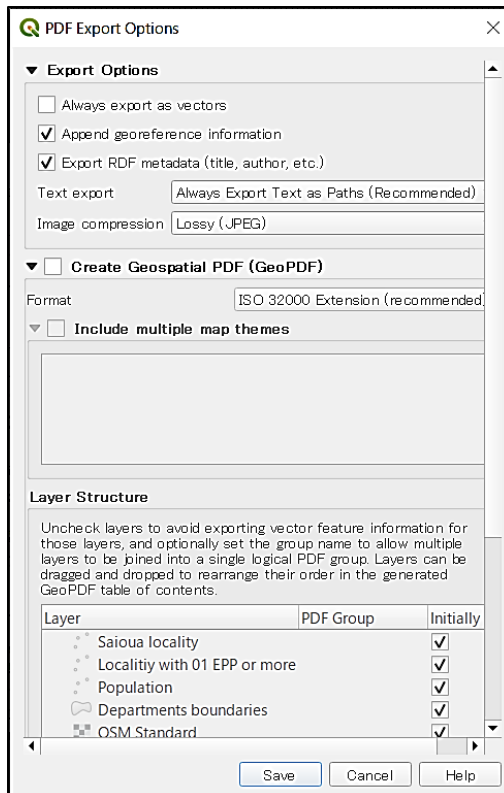 PDF Export Options
Export Options
Always export as vectors
Append georeference information
Export RDF metadata (title, author, etc.)
Text export Always Export Text as Paths (Recommended)
Image compression Lossy (JPEG)
Create Geospatial PDF (GeoPDF)
Format ISO 32000 Extension (recommended)
Include multiple map themes
Layer Structure
Uncheck layers to avoid exporting vector feature information for
those layers, and optionally set the group name to allow multiple
layers to be joined into a single logical PDF group. Layers can be
dragged and dropped to rearrange their order in the generated
GeoPDF table of contents.
Layer PDF Group Initially
Saioua locality
Localitiy with 01 EPP or more
Population
Departments boundaries
OSM Standard
Save Cancel Help